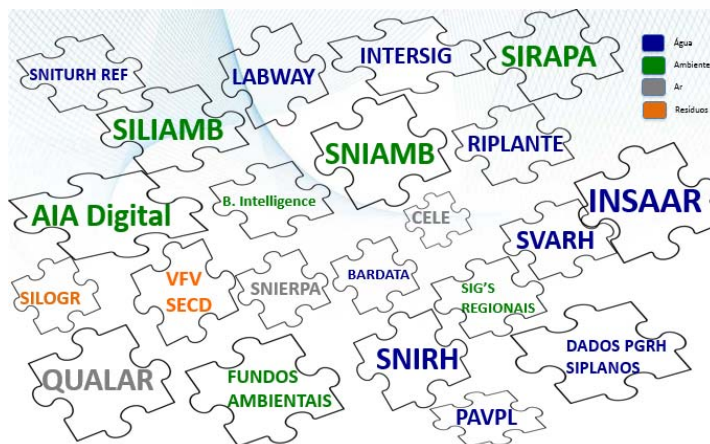 SNITURH REF
LABWAY
INTERSIG
SIRAPA
Água
Ambiente
Ar
Resíduos
SILIAMB
SNIAMB
RIPLANTE
AIA Digital
B. Intelligence
CELE
INSAAR
SVARH
SILOGR
VFV
SECD
SNIERPA
BARDATA
SIG'S
REGIONAIS
QUALAR
FUNDOS
AMBIENTAIS
SNIRH
DADOS PGRH
SIPLANOS
PAVPL